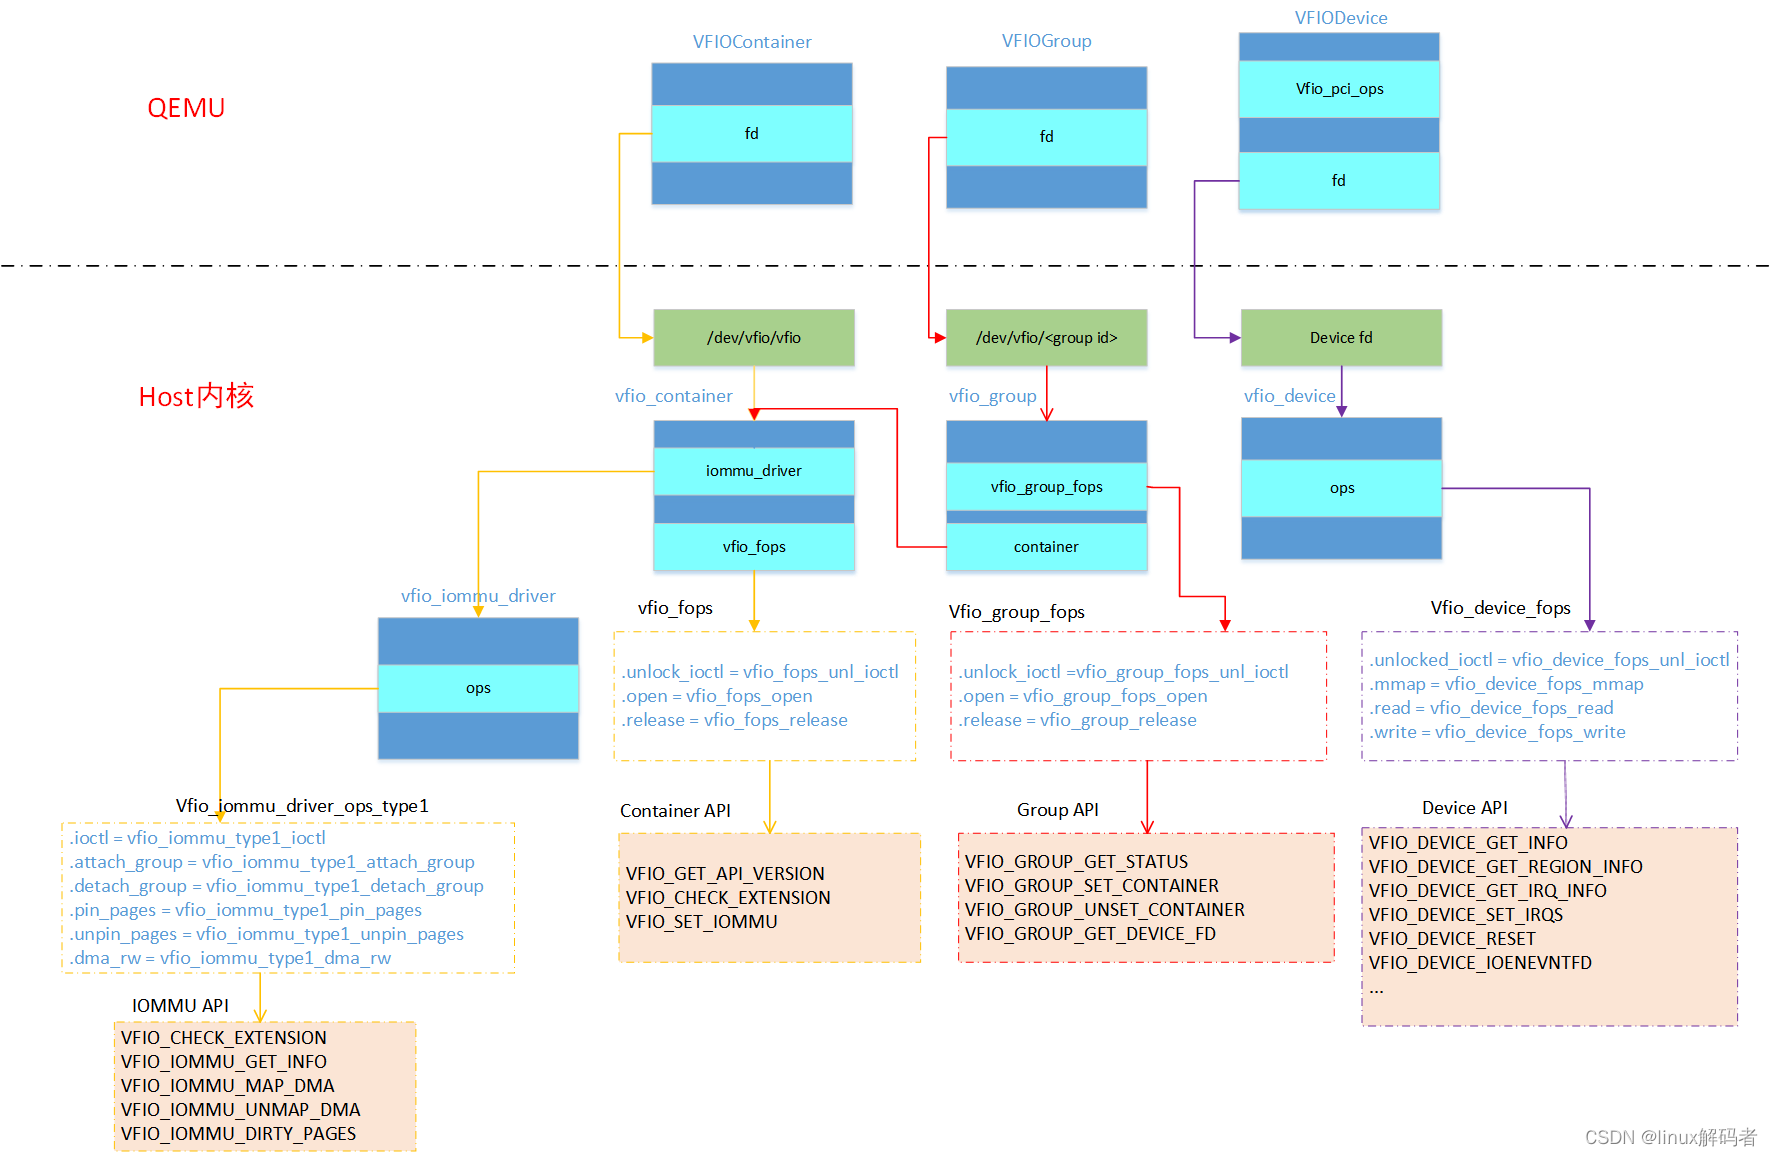 VFIODevice
VFIOContainer
VFIOGroup
QEMU
fd
fd
Vfio_pci_ops
fd
/dev/vfio/vfio
/dev/vfio/<group id>
Device fd
Host内核
vfio_container
vfio_group
vfio_device
iommu_driver
vfio_fops
vfio_group_fops
container
ops
vfio_iommu_driver
ops
vfio_fops
.unlock_ioctl = vfio_fops_unl_ioctl
.open = vfio_fops_open
.release = vfio_fops_release
Vfio_group_fops
.unlock_ioctl =vfio_group_fops_unl_ioctl
.open = vfio_group_fops_open
.release = vfio_group_release
Vfio_device_fops
.unlocked_ioctl = vfio_device_fops_unl_ioctl
.mmap = vfio_device_fops_mmap
.read = vfio_device_fops_read
.write = vfio_device_fops_write
Vfio_iommu_driver_ops_type1
.ioctl = vfio_iommu_type1_ioctl
.attach_group = vfio_iommu_type1_attach_group
.detach_group = vfio_iommu_type1_detach_group
.pin_pages = vfio_iommu_type1_pin_pages
.unpin_pages = vfio_iommu_type1_unpin_pages
.dma_rw = vfio_iommu_type1_dma_rw
Container API
VFIO_GET_API_VERSION
VFIO_CHECK_EXTENSION
VFIO_SET_IOMMU
Group API
VFIO_GROUP_GET_STATUS
VFIO_GROUP_SET_CONTAINER
VFIO_GROUP_UNSET_CONTAINER
VFIO_GROUP_GET_DEVICE_FD
Device API
VFIO_DEVICE_GET_INFO
VFIO_DEVICE_GET_REGION_INFO
VFIO_DEVICE_GET_IRQ_INFO
VFIO_DEVICE_SET_IRQS
VFIO_DEVICE_RESET
VFIO_DEVICE_IOENEVNTFD
...
IOMMU API
VFIO_CHECK_EXTENSION
VFIO_IOMMU_GET_INFO
VFIO_IOMMU_MAP_DMA
VFIO_IOMMU_UNMAP_DMA
VFIO_IOMMU_DIRTY_PAGES
CSDN @linux解码者